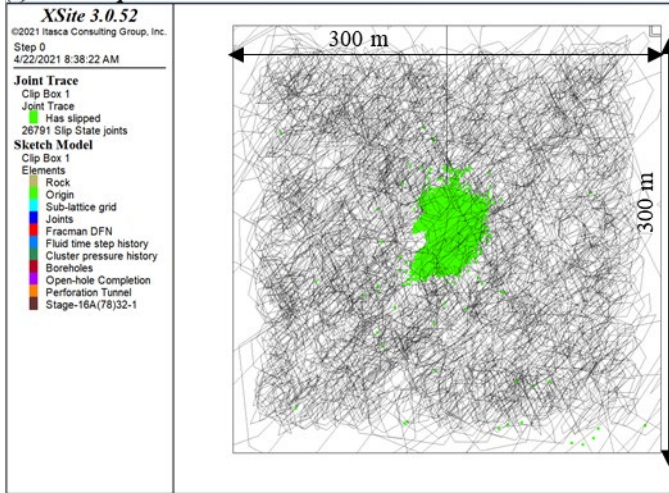 XSite 3.0.52
©2021 Itasca Consulting Group, Inc.
Step 0
4/22/2021 8:38:22 AM
Joint Trace
Clip Box 1
Joint Trace
Has slipped
26791 Slip State joints
Sketch Model
Clip Box 1
Elements
Rock
Origin
Sub-lattice grid
Joints
Fracman DFN
Fluid time step history
Cluster pressure history
Boreholes
Open-hole Completion
Perforation Tunnel
Stage-16A(78)32-1
300 m
300 m